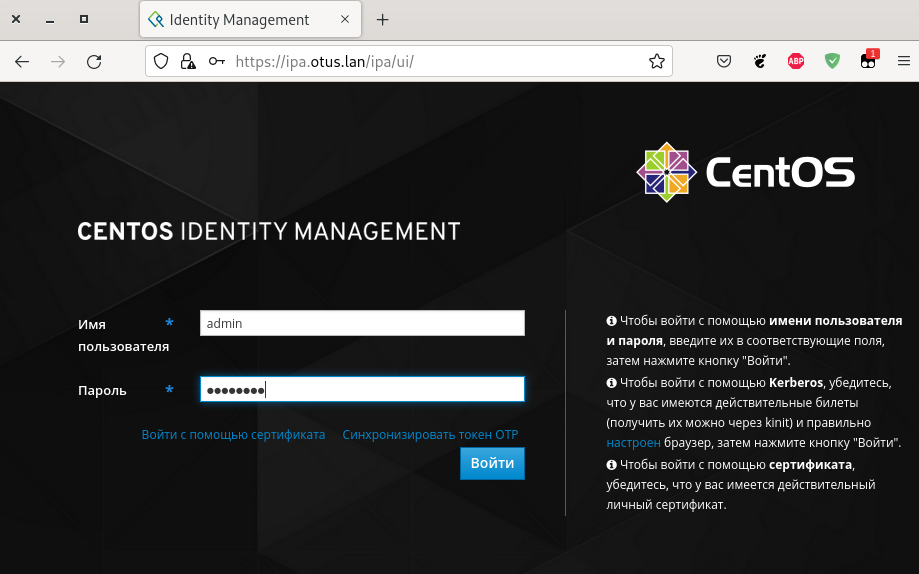 Identity Management
https://ipa.otus.lan/ipa/ui/
ABP
1
CentOS
CENTOS IDENTITY MANAGEMENT
Имя
пользователя
*
admin
Пароль
*
●●●●●●●●
Войти с помощью сертификата
Синхронизировать токен OTP
Войти
Чтобы войти с помощью имени пользователя
и пароля, введите их в соответствующие поля,
затем нажмите кнопку "Войти".
Чтобы войти с помощью Kerberos, убедитесь,
что у вас имеются действительные билеты
(получить их можно через kinit) и правильно
настроен браузер, затем нажмите кнопку "Войти".
Чтобы войти с помощью сертификата,
убедитесь, что у вас имеется действительный
личный сертификат.